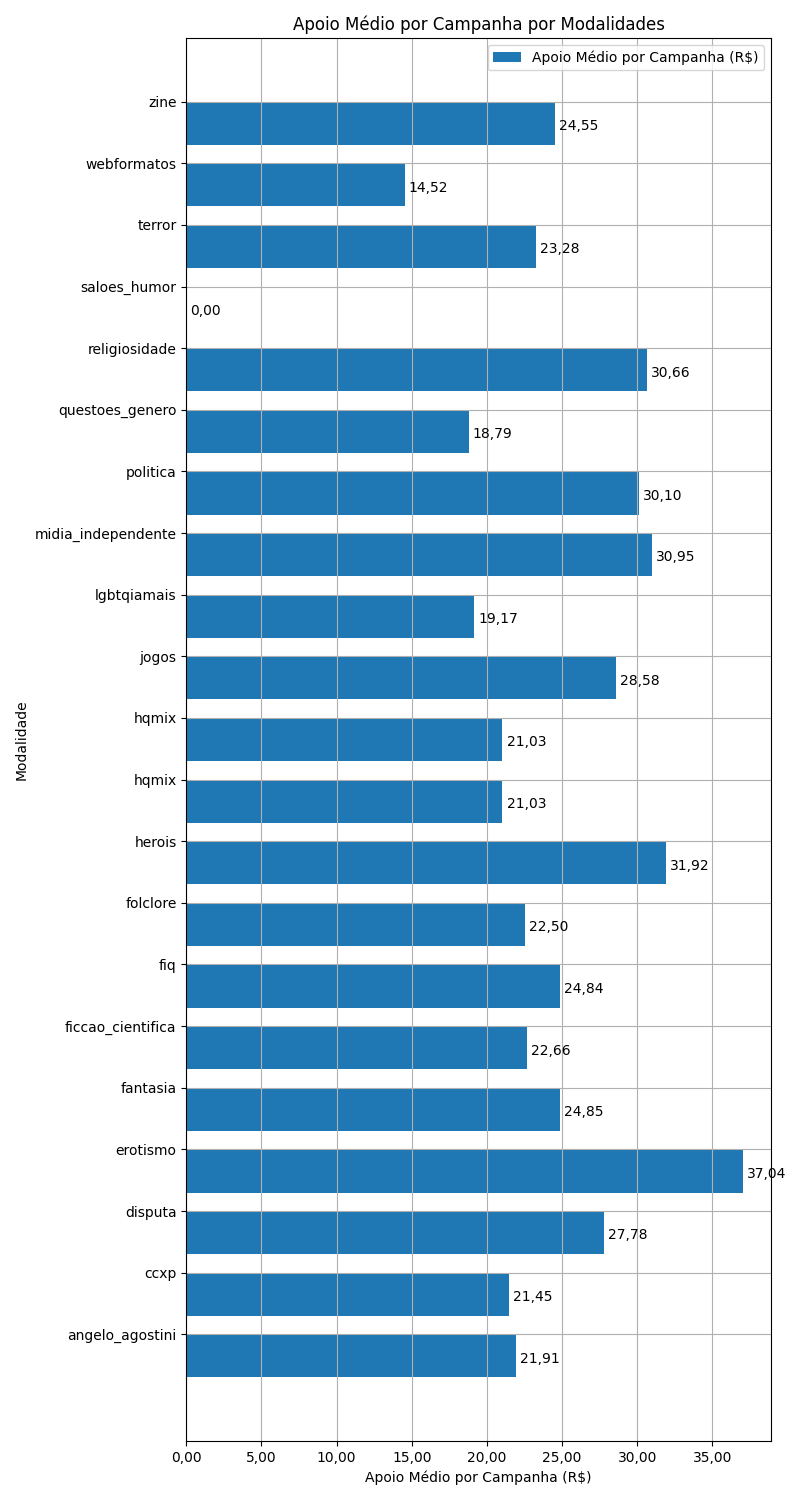 Apoio Médio por Campanha por Modalidades
Apoio Médio por Campanha (R$)
zine
24,55
webformatos
14,52
terror
23,28
saloes_humor
0,00
religiosidade
30,66
questoes_genero
18,79
politica
30,10
midia_independente
30,95
lgbtqiamais
19,17
jogos
28,58
hqmix
21,03
hqmix
21,03
herois
31,92
folclore
22,50
fiq
24,84
ficcao_cientifica
22,66
fantasia
24,85
erotismo
37,04
disputa
27,78
ccxp
21,45
angelo_agostini
21,91
Modalidade
0,00 5,00 10,00 15,00 20,00 25,00 30,00 35,00
Apoio Médio por Campanha (R$)